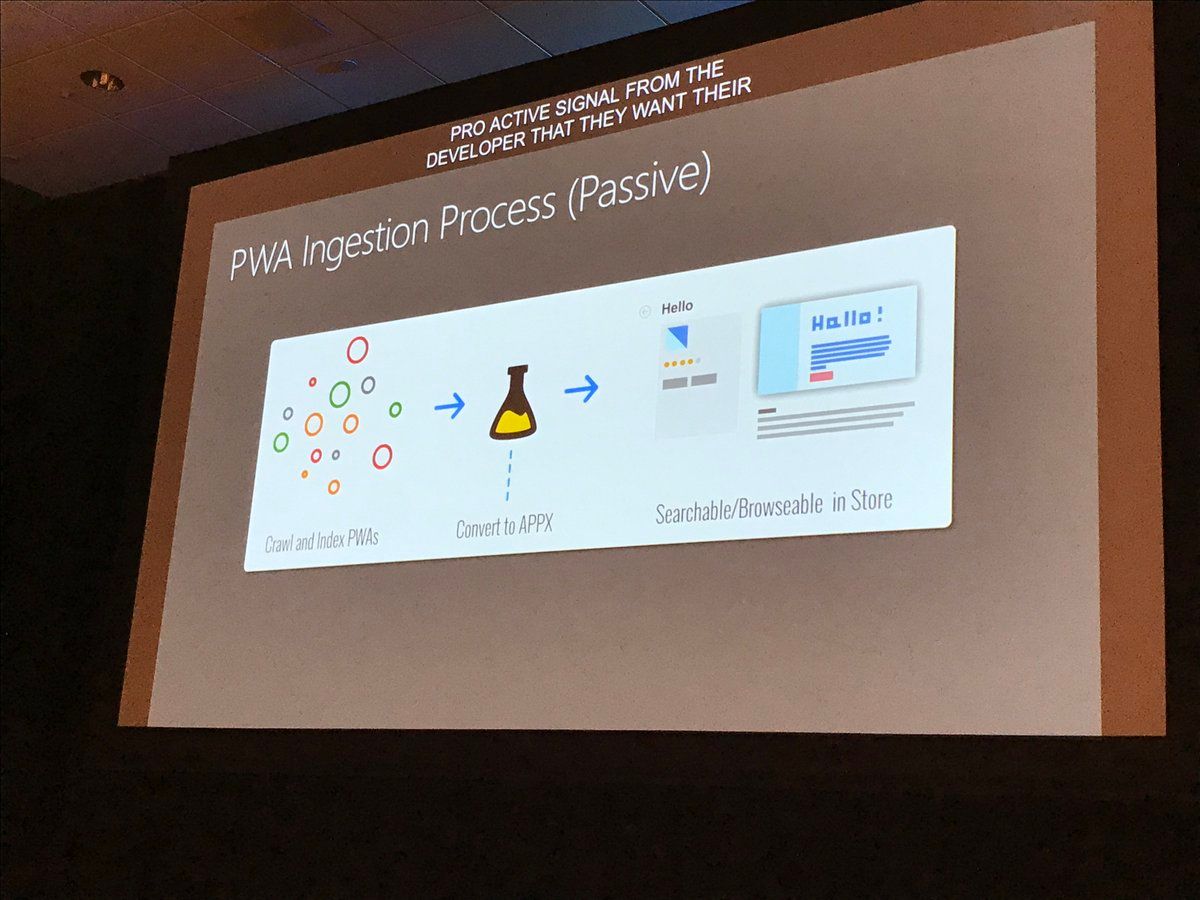 PRO ACTIVE SIGNAL FROM THE
DEVELOPER THAT THEY WANT THEIR
PWA Ingestion Process (Passive)
Hello
Hallo!
Crawl and Index PWAs
Convert to APPX
Searchable/Browseable in Store